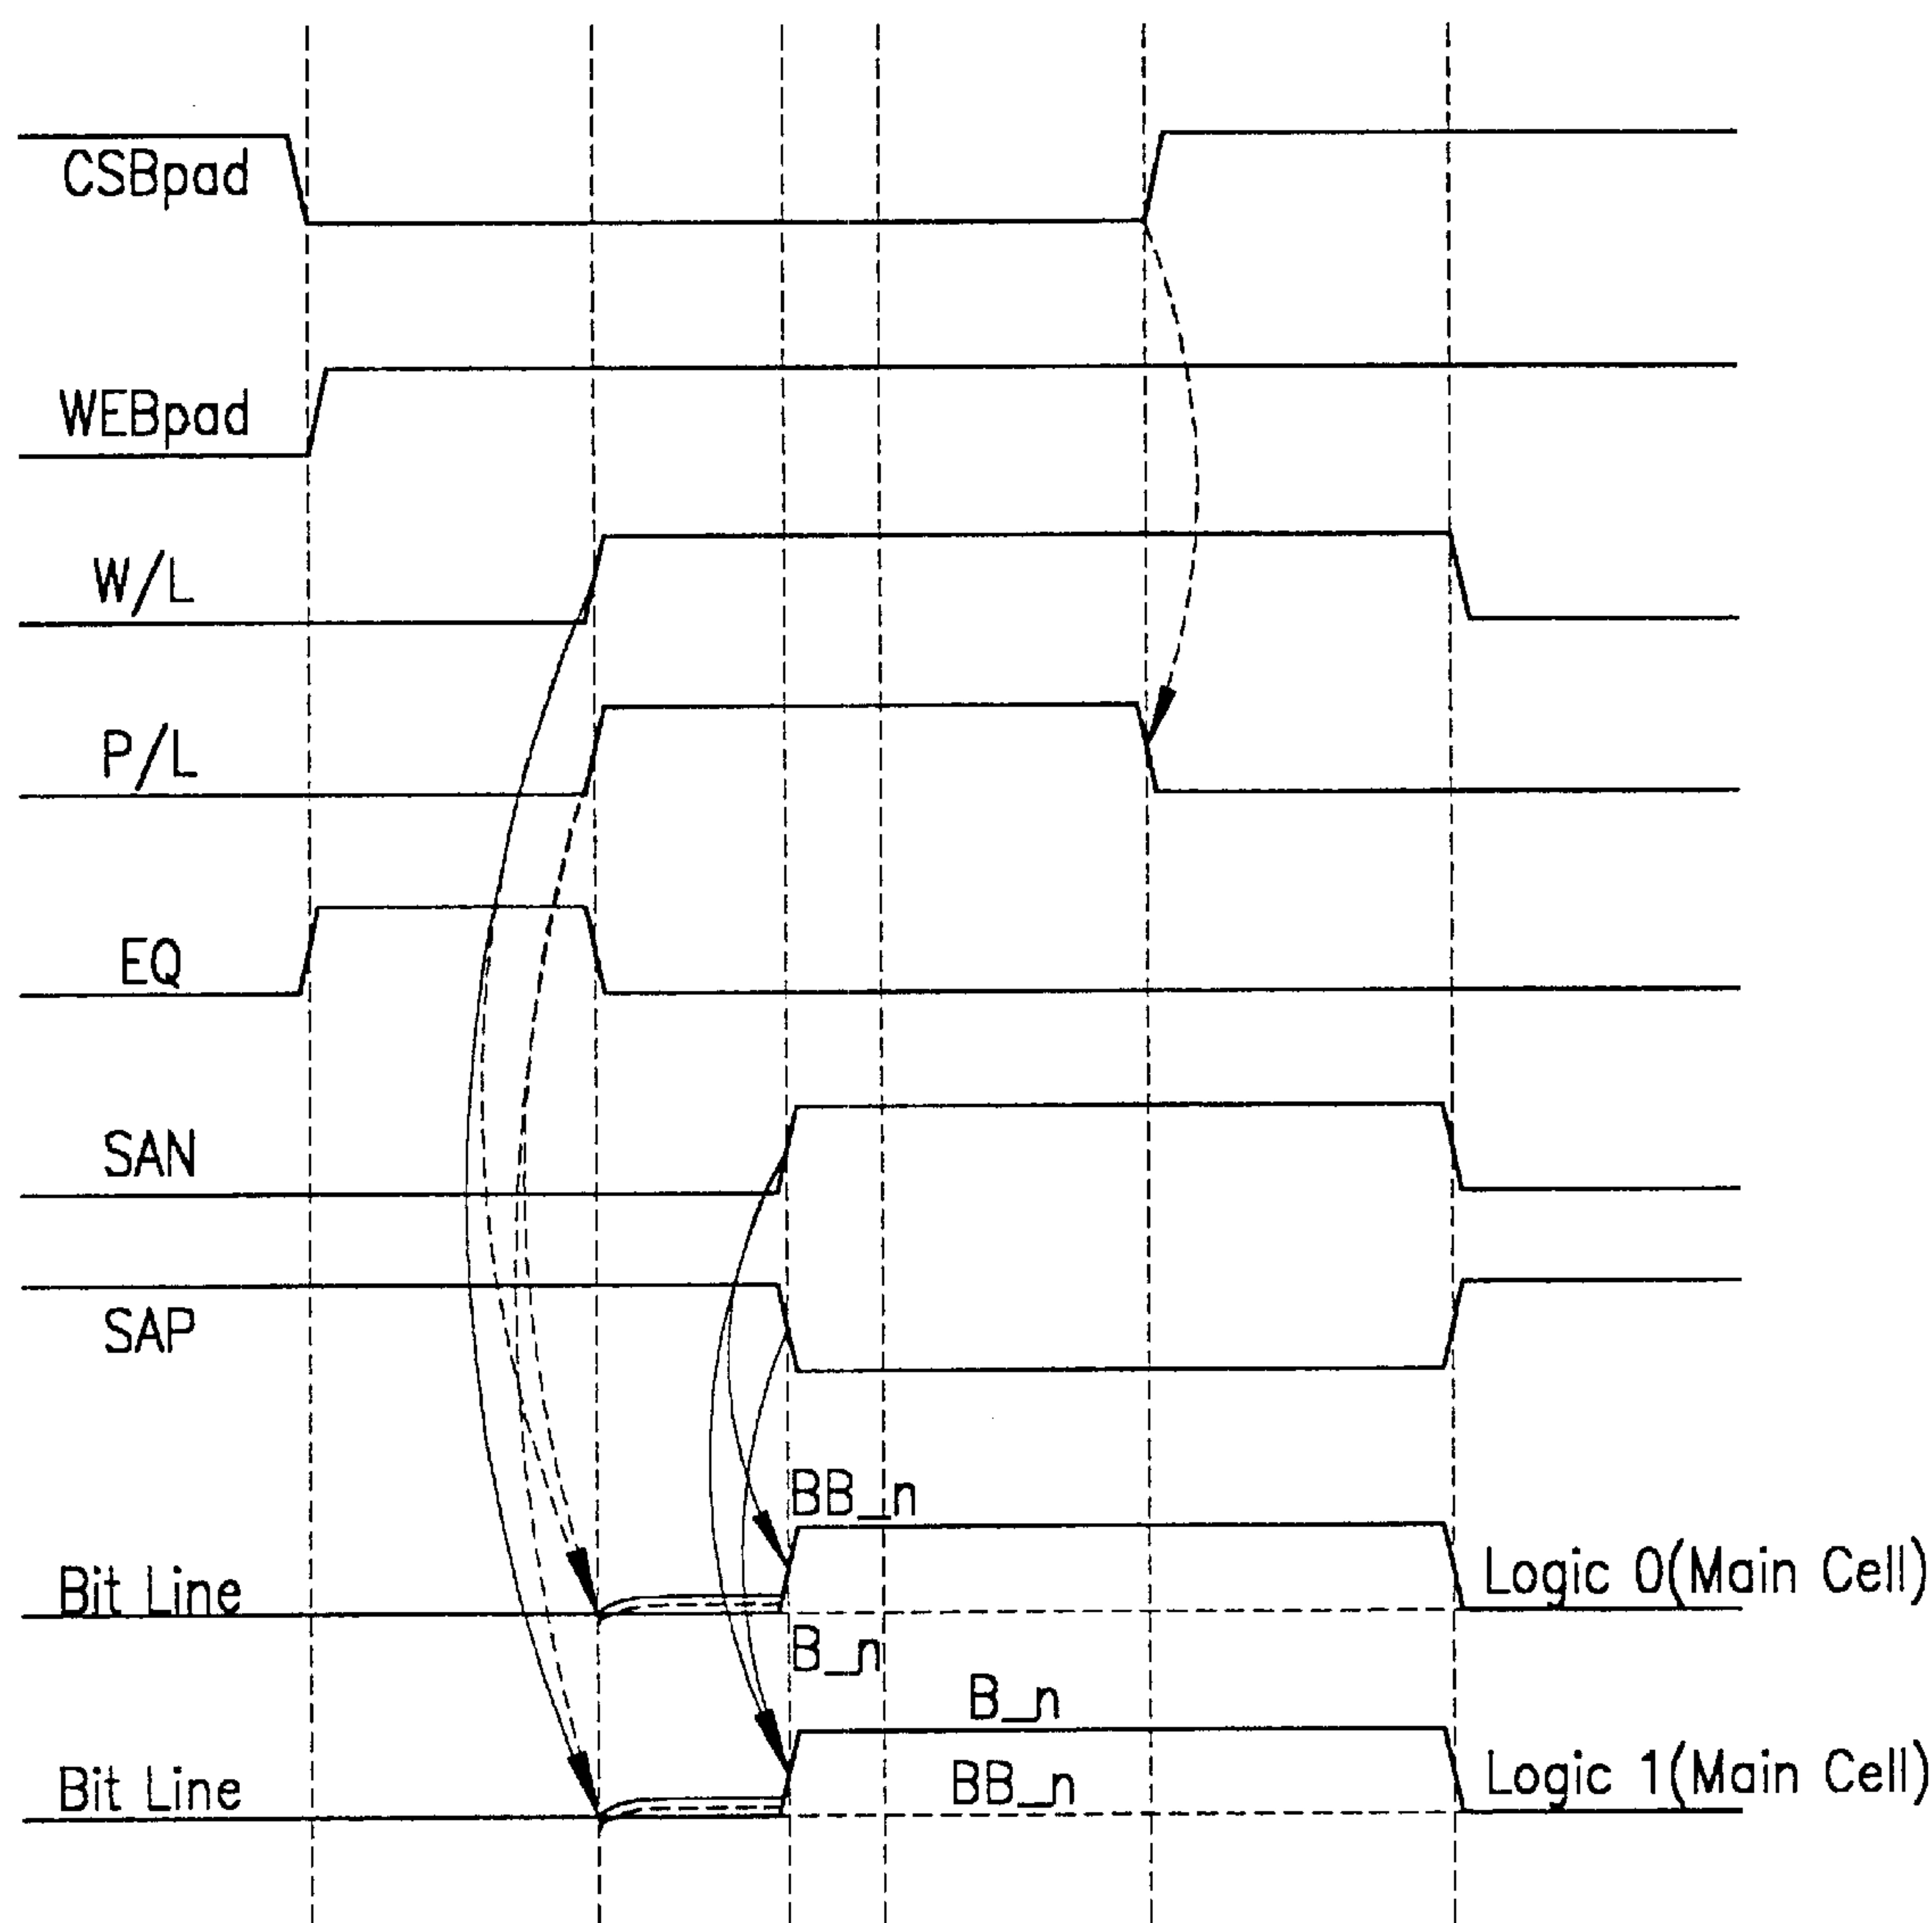 CSBpad
WEBpad
W/L
P/L
EQ
SAN
SAP
BB_n
Bit Line
Logic 0(Main Cell)
B_n
B_n
Bit Line
BB_n
Logic 1(Main Cell)